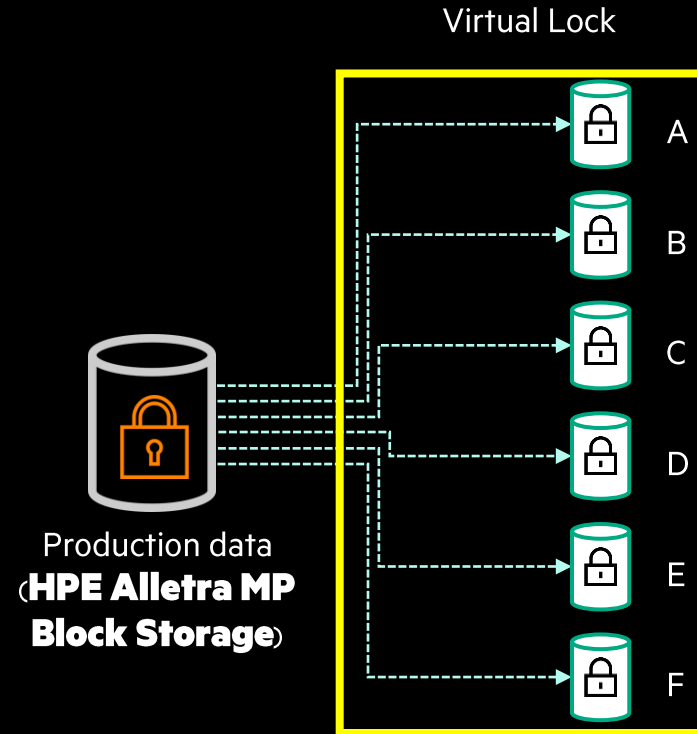 Virtual Lock
A
B
C
D
E
F
Production data
(HPE Alletra MP
Block Storage)